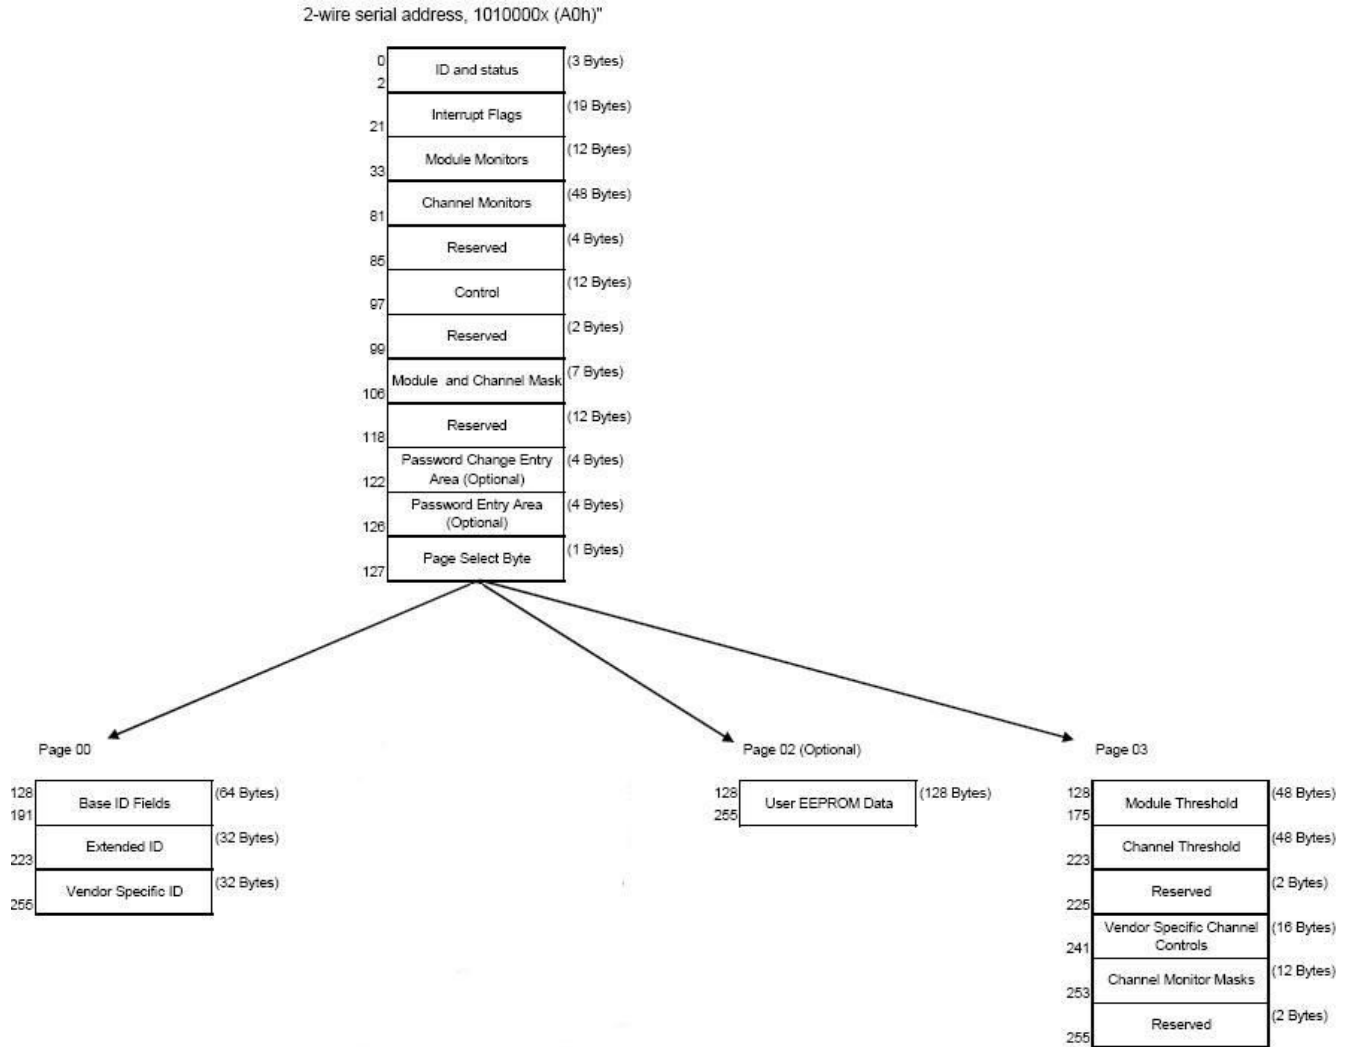 2-wire serial address, 1010000x (A0h)"
0
ID and status
(3 Bytes)
2
Interrupt Flags
(19 Bytes)
21
Module Monitors
(12 Bytes)
33
Channel Monitors
(48 Bytes)
81
Reserved
(4 Bytes)
85
Control
(12 Bytes)
97
Reserved
(2 Bytes)
99
Module and Channel Mask
(7 Bytes)
106
Reserved
(12 Bytes)
118
Password Change Entry
Area (Optional)
(4 Bytes)
122
Password Entry Area
(Optional)
(4 Bytes)
126
Page Select Byte
(1 Bytes)
127
Page 00
128
Base ID Fields
(64 Bytes)
191
Extended ID
(32 Bytes)
223
Vendor Specific ID
(32 Bytes)
255
Page 02 (Optional)
128
User EEPROM Data
(128 Bytes)
255
Page 03
128
Module Threshold
(48 Bytes)
175
Channel Threshold
(48 Bytes)
223
Reserved
(2 Bytes)
225
Vendor Specific Channel
Controls
(16 Bytes)
241
Channel Monitor Masks
(12 Bytes)
253
Reserved
(2 Bytes)
255